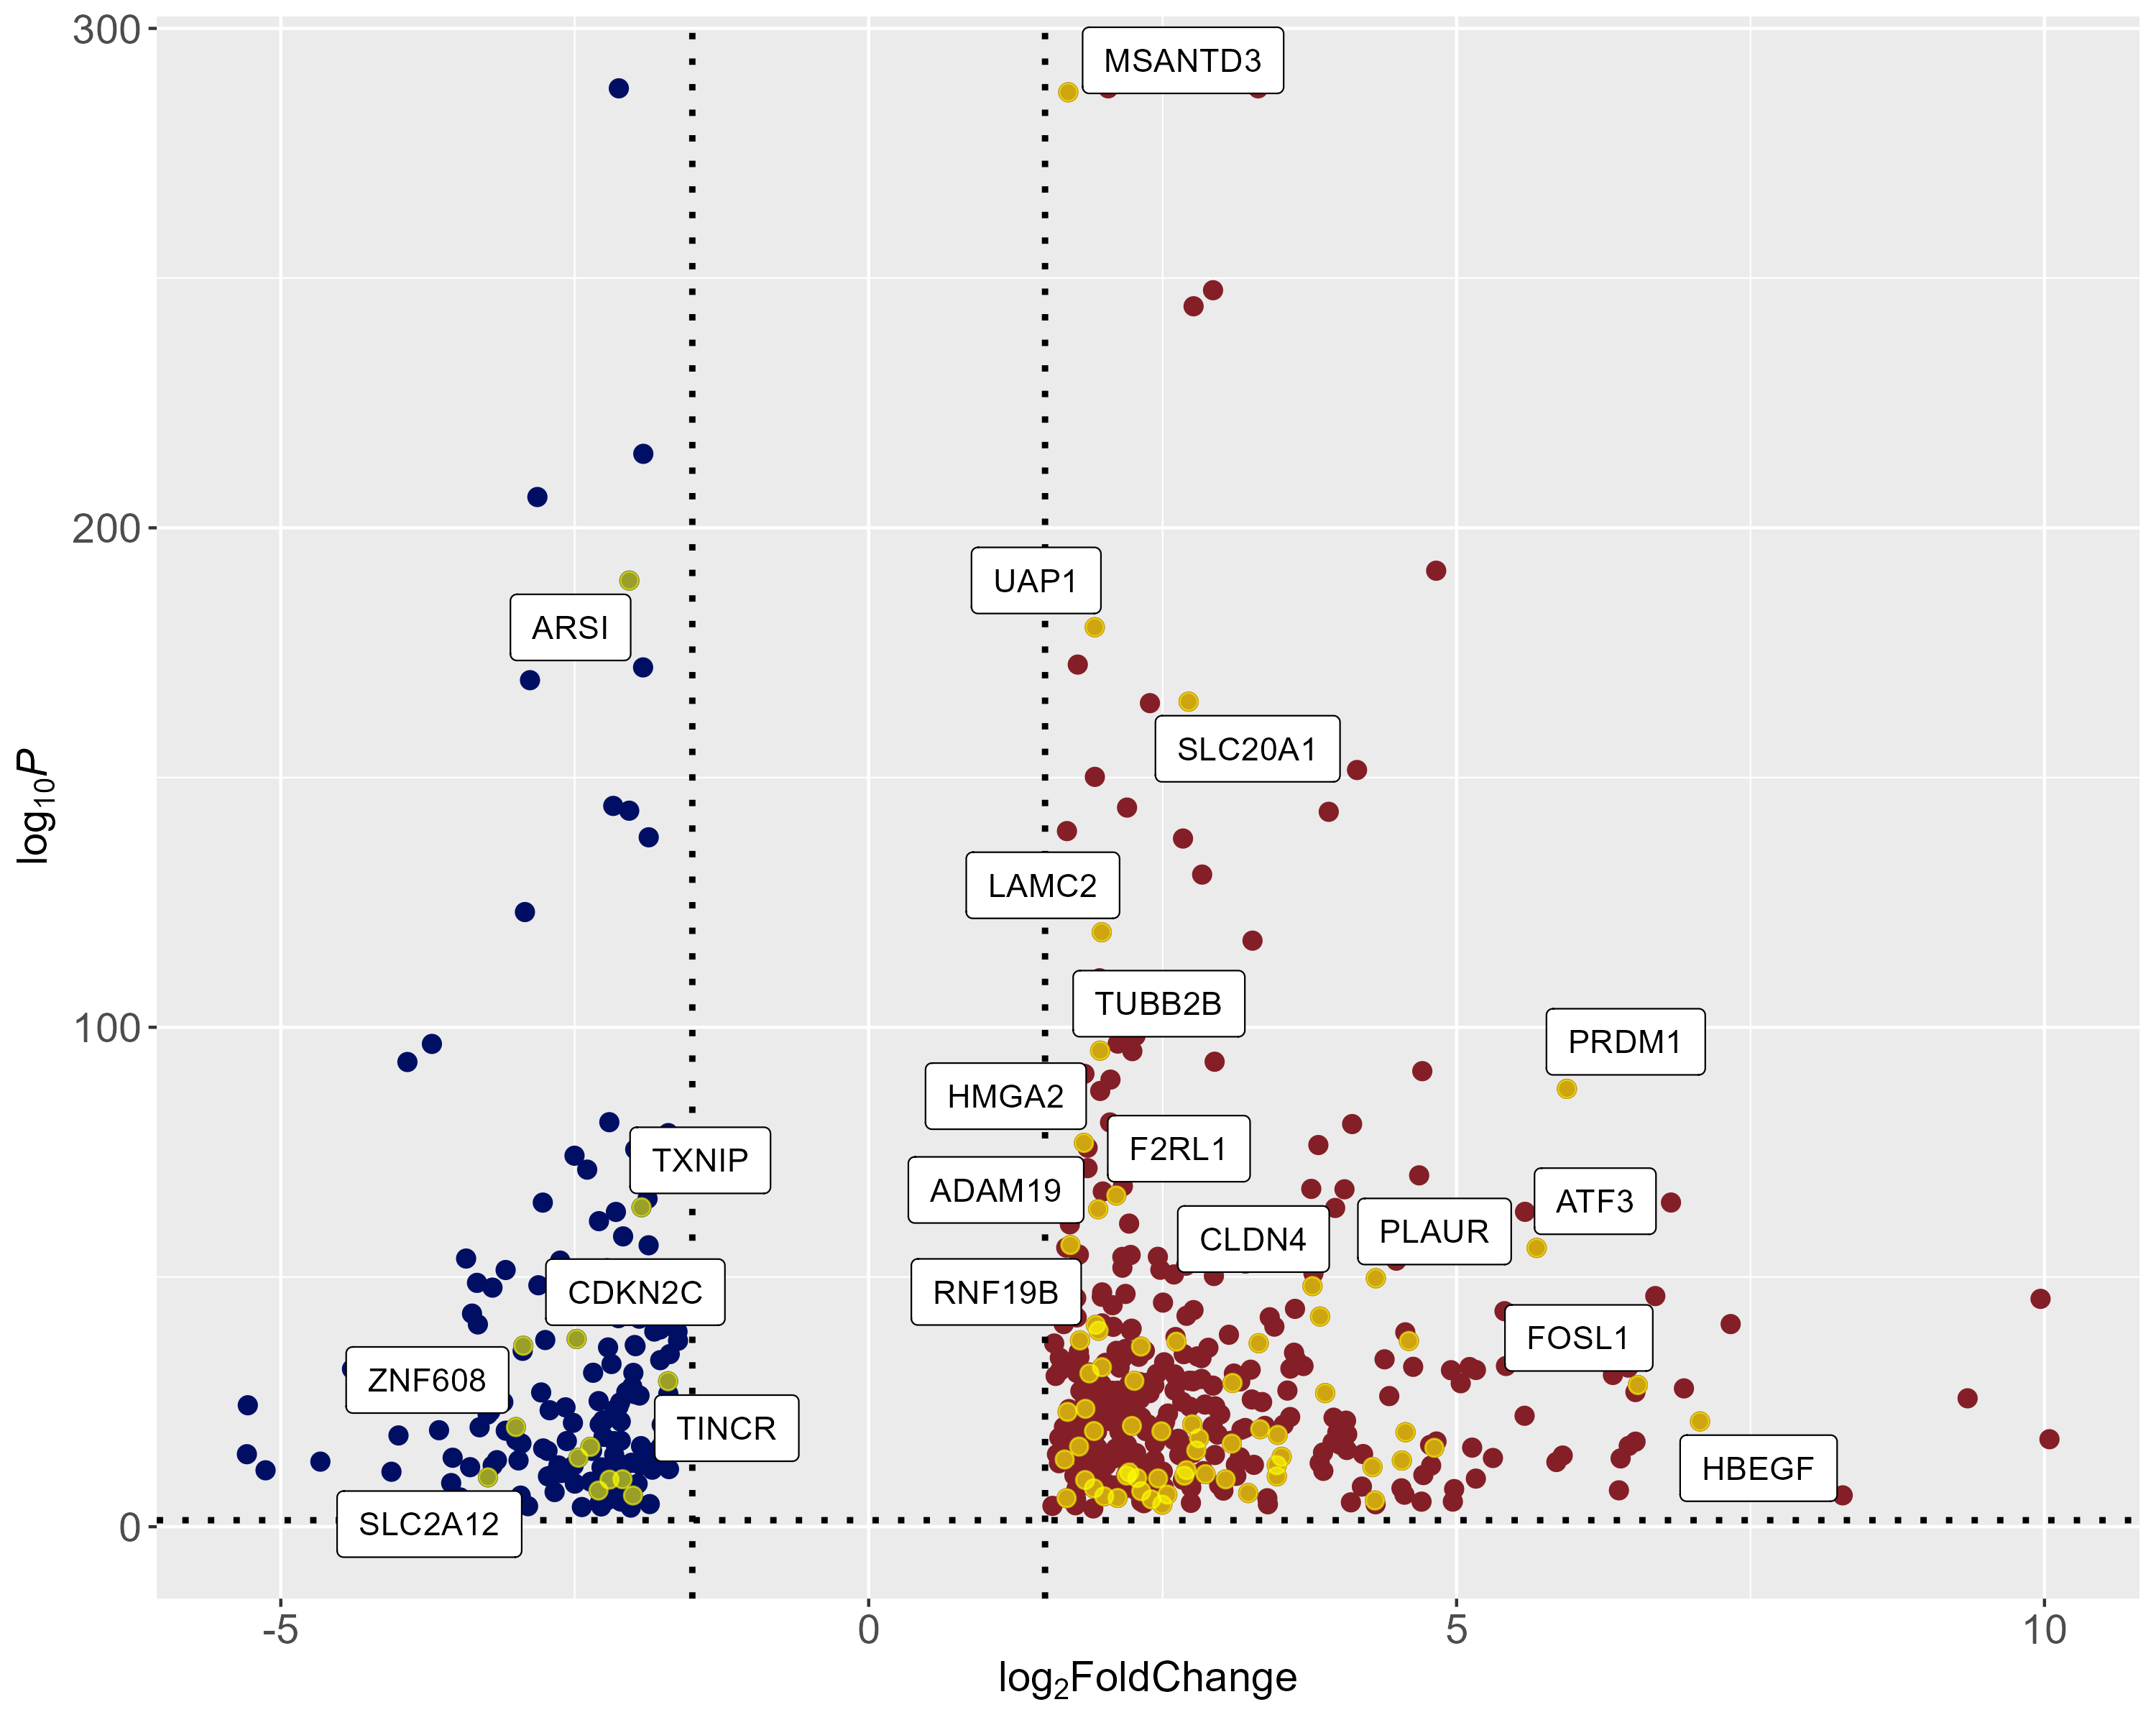 300
MSANTD3
200
UAP1
ARSI
SLC20A1
log10P
LAMC2
TUBB2B
100
PRDM1
HMGA2
F2RL1
TXNIP
ADAM19
ATF3
CLDN4
PLAUR
CDKN2C
RNF19B
FOSL1
ZNF608
TINCR
HBEGF
SLC2A12
0
-5
0
5
10
log2FoldChange